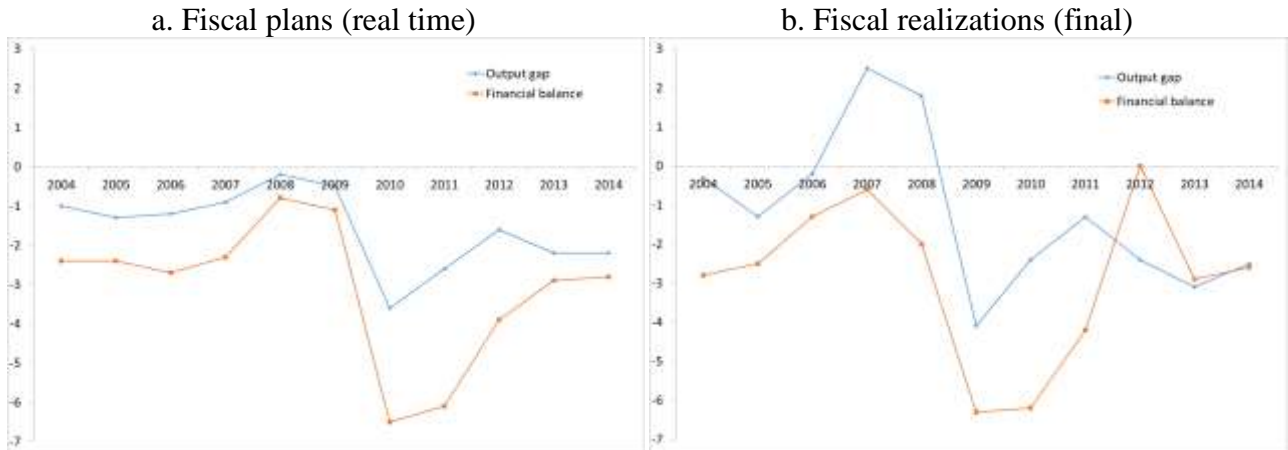 a. Fiscal plans (real time)
3
2
1
0
-1
-2
-3
-4
-5
-6
-7
2004 2005 2006 2007 2008 2009 2010 2011 2012 2013 2014
Output gap
Financial balance
b. Fiscal realizations (final)
3
2
1
0
-1
-2
-3
-4
-5
-6
-7
2004 2005 2006 2007 2008 2009 2010 2011 2012 2013 2014
Output gap
Financial balance